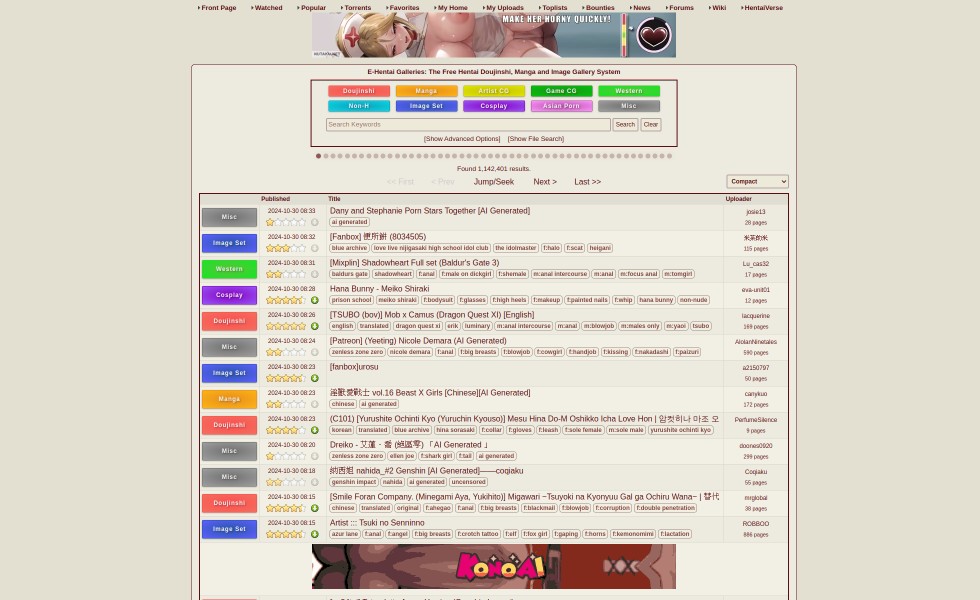 Front Page Watched Popular Torrents Favorites My Home My Uploads Toplists Bounties News Forums Wiki HentaiVerse
MAKE HER HORNY QUICKLY!
E-Hentai Galleries: The Free Hentai Doujinshi, Manga and Image Gallery System
Doujinshi Manga Artist CG Game CG Western
Non-H Image Set Cosplay Asian Porn Misc
Search Keywords Search Clear
[Show Advanced Options] [Show File Search]
Found 1,142,401 results.
<< First < Prev Jump/Seek Next > Last >> Compact
Published Title Uploader
Misc 2024-10-30 08:33 Dany and Stephanie Porn Stars Together [AI Generated] josie13
ai generated 28 pages
Image Set 2024-10-30 08:32 [Fanbox] 便所餅 (8034505)
blue archive love live nijigasaki high school idol club the idolmaster f:halo f:scat heigani 115 pages
Western 2024-10-30 08:31 [Mixplin] Shadowheart Full set (Baldur's Gate 3) Lu_cas32
baldurs gate shadowheart f:anal f:male on dickgirl f:shemale m:anal intercourse m:anal m:focus anal m:tomgirl 17 pages
Cosplay 2024-10-30 08:28 Hana Bunny - Meiko Shiraki eva-unit01
prison school meiko shiraki f:bodysuit f:glasses f:high heels f:makeup f:painted nails f:whip hana bunny non-nude 12 pages
Doujinshi 2024-10-30 08:26 [TSUBO (bov)] Mob x Camus (Dragon Quest XI) [English] lacquerine
english translated dragon quest xi erik luminary m:anal intercourse m:anal m:blowjob m:males only m:yaoi tsubo 169 pages
Misc 2024-10-30 08:24 [Patreon] (Yeeting) Nicole Demara (AI Generated) AlolanNinetales
zenless zone zero nicole demara f:anal f:big breasts f:blowjob f:cowgirl f:handjob f:kissing f:nakadashi f:paizuri 590 pages
Image Set 2024-10-30 08:23 [fanbox]urosu a2150797
50 pages
Manga 2024-10-30 08:23 淫獣愛戰士 vol.16 Beast X Girls [Chinese][AI Generated] canykuo
chinese ai generated 172 pages
Doujinshi 2024-10-30 08:23 (C101) [Yurushite Ochinti Kyo (Yuruchin Kyouso)] Mesu Hina Do-M Oshikko Icha Love Hon | 암컷히나 마조 오 PerfumeSilence
korean translated blue archive hina sorasaki f:collar f:gloves f:leash f:sole female m:sole male yurushite ochinti kyo 9 pages
Misc 2024-10-30 08:20 Dreiko - 艾蓮・喬 (絕區零) 「AI Generated 」 doones0920
zenless zone zero ellen joe f:shark girl f:tail ai generated 299 pages
Misc 2024-10-30 08:18 纳西妲 nahida_#2 Genshin [AI Generated]——coqiaku Coqiaku
genshin impact nahida ai generated uncensored 55 pages
Doujinshi 2024-10-30 08:15 [Smile Foran Company. (Minegami Aya, Yukihito)] Migawari ~Tsuyoki na Kyonyuu Gal ga Ochiru Wana~ | 替代 mrglobal
chinese translated original f:ahegao f:anal f:big breasts f:blackmail f:blowjob f:corruption f:double penetration 38 pages
Image Set 2024-10-30 08:15 Artist ::: Tsuki no Senninno ROBBOO
azur lane f:anal f:angel f:big breasts f:crotch tattoo f:elf f:fox girl f:gaping f:horns f:kemonomimi f:lactation 686 pages
KONOAI